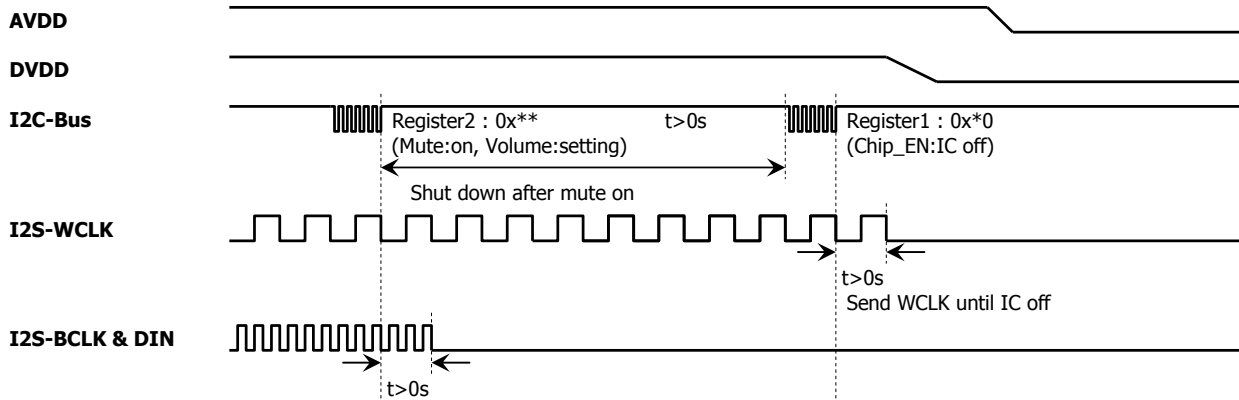 AVDD
DVDD
I2C-Bus
Register2 : 0x** t>0s
(Mute:on, Volume:setting)
Register1 : 0x*0
(Chip_EN:IC off)
Shut down after mute on
I2S-WCLK
t>0s
Send WCLK until IC off
I2S-BCLK & DIN
t>0s